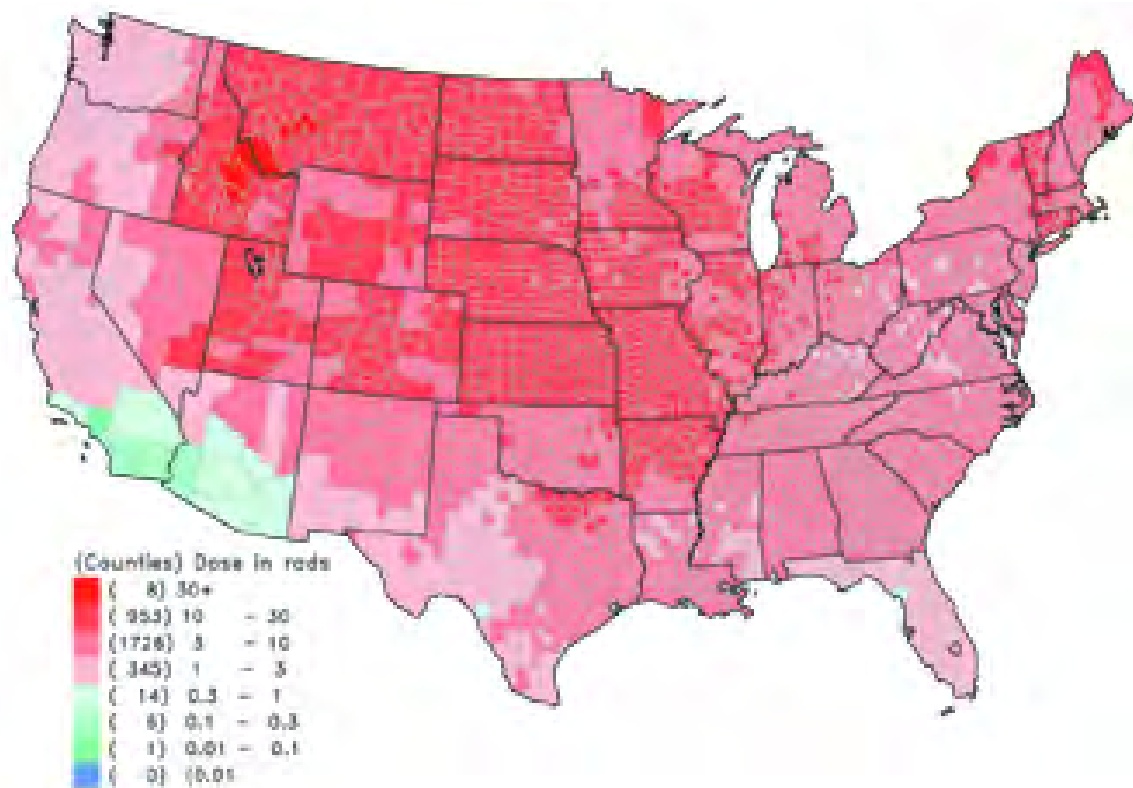 (Counties) Dose in rads
( 8) 30+
( 953) 10 - 30
(1726) 3 - 10
( 345) 1 - 3
( 14) 0.3 - 1
( 6) 0.1 - 0.3
( 1) 0.01 - 0.1
( 0) (0.01